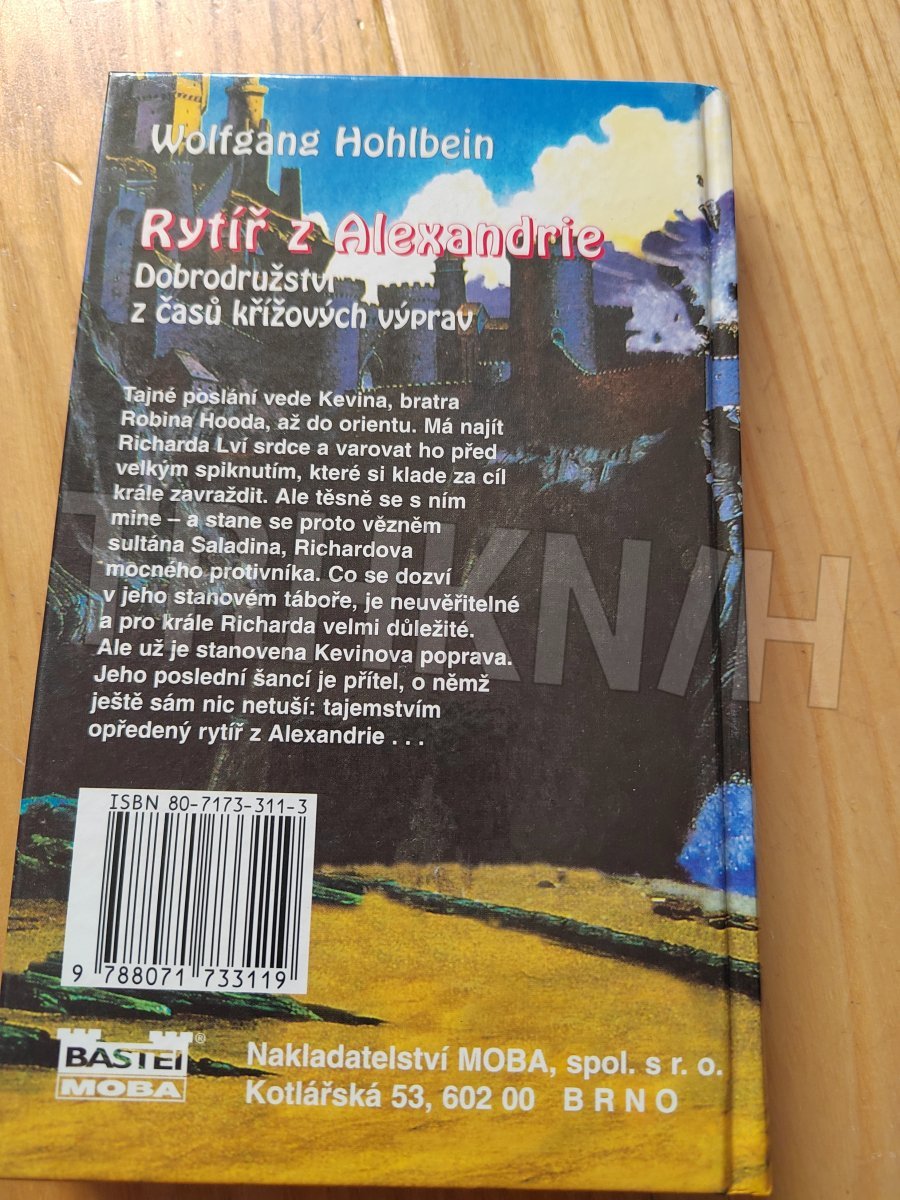 Wolfgang Hohlbein
Rytíř z Alexandrie
Dobrodružství
z časů křížových výprav
Tajné poslání vede Kevina, bratra
Robina Hooda, až do orientu. Má najít
Richarda Lví srdce a varovat ho před
velkým spiknutím, které si klade za cíl
krále zavraždit. Ale těsně se s ním
mine – a stane se proto vězněm
sultána Saladina, Richardova
mocného protivníka. Co se dozví
v jeho stanovém táboře, je neuvěřitelné
a pro krále Richarda velmi důležité.
Ale už je stanovena Kevinova poprava.
Jeho poslední šancí je přítel, o němž
ještě sám nic netuší: tajemstvím
opředený rytíř z Alexandrie . . .
ISBN 80-7173-311-3
9 788071 733119
BASTEI ®
MOBA
Nakladatelství MOBA, spol. s r. o.
Kotlářská 53, 602 00 BRNO